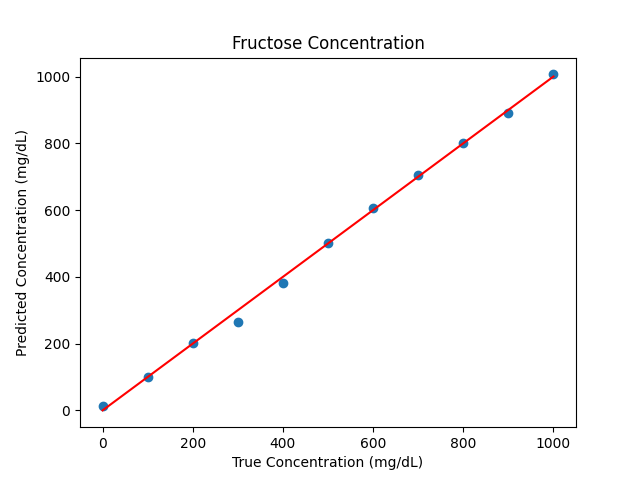 Fructose Concentration
Predicted Concentration (mg/dL)
1000
800
600
400
200
0
0 200 400 600 800 1000
True Concentration (mg/dL)